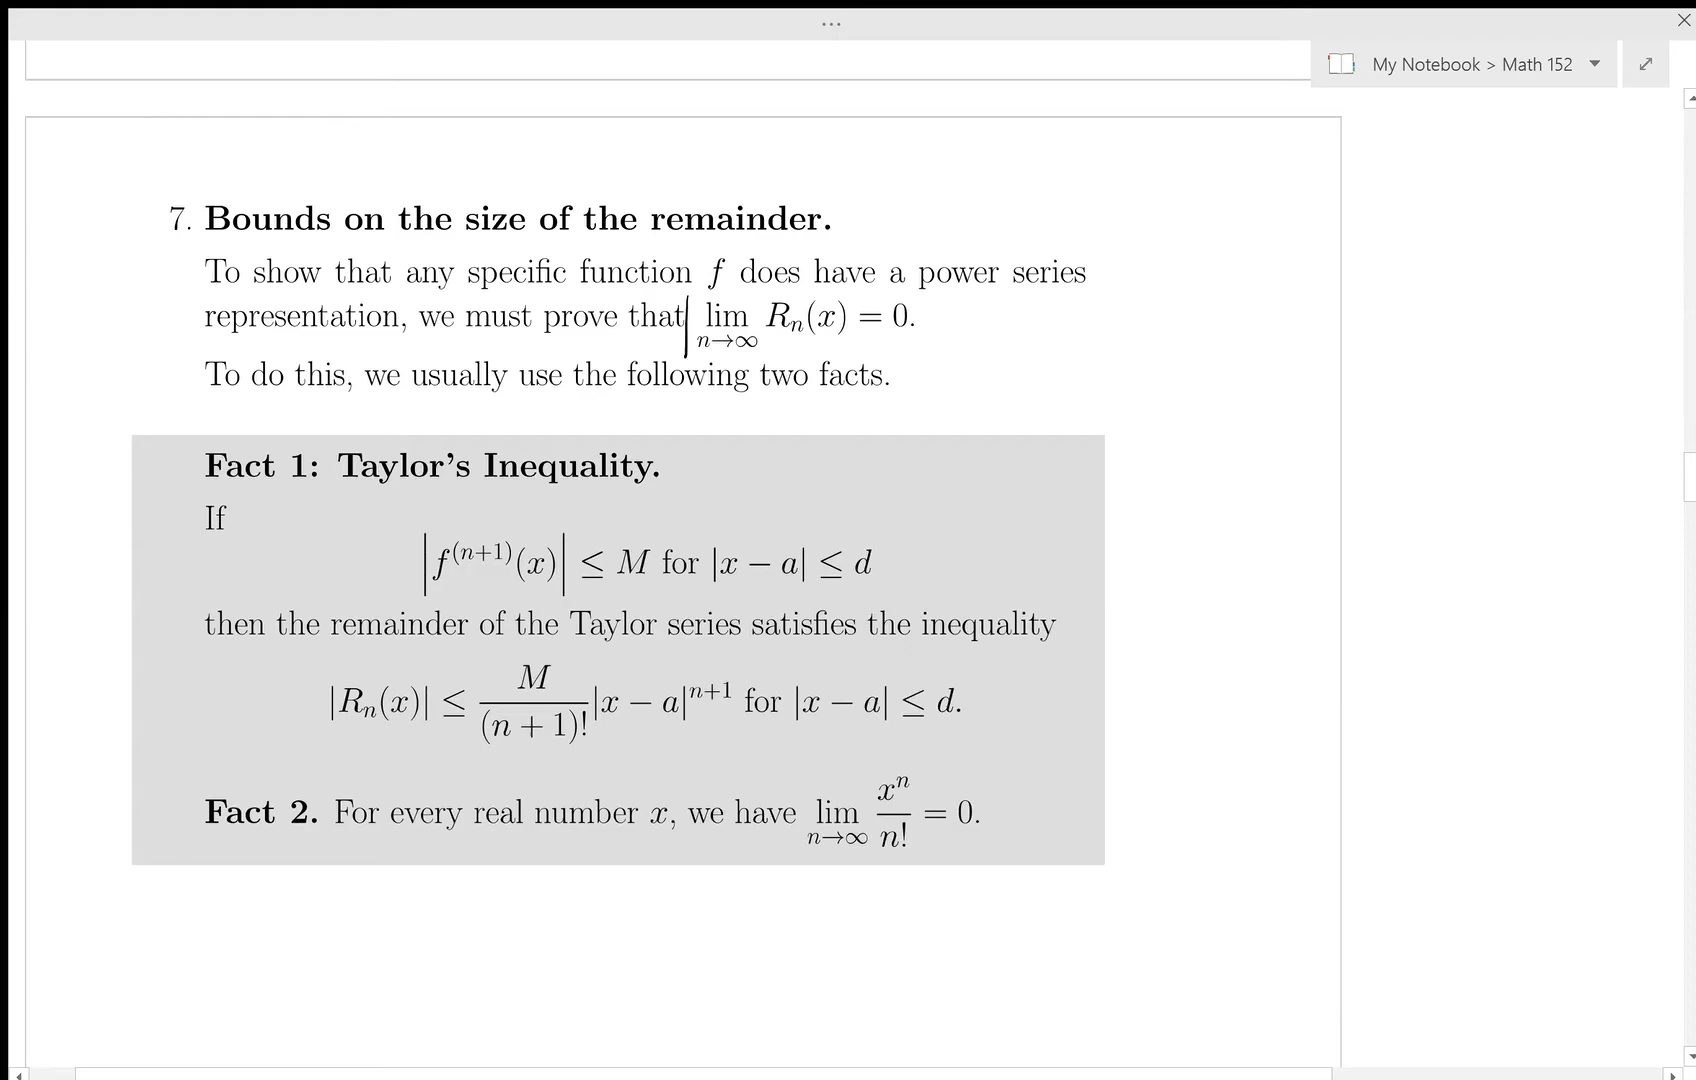 ...
My Notebook > Math 152
7. Bounds on the size of the remainder.
To show that any specific function f does have a power series
representation, we must prove that lim_{n→∞} R_n(x) = 0.
To do this, we usually use the following two facts.
Fact 1: Taylor's Inequality.
If
|f^{(n+1)}(x)| ≤ M for |x − a| ≤ d
then the remainder of the Taylor series satisfies the inequality
|R_n(x)| ≤ \frac{M}{(n + 1)!}|x − a|^{n+1} for |x − a| ≤ d.
Fact 2. For every real number x, we have lim_{n→∞} \frac{x^n}{n!} = 0.